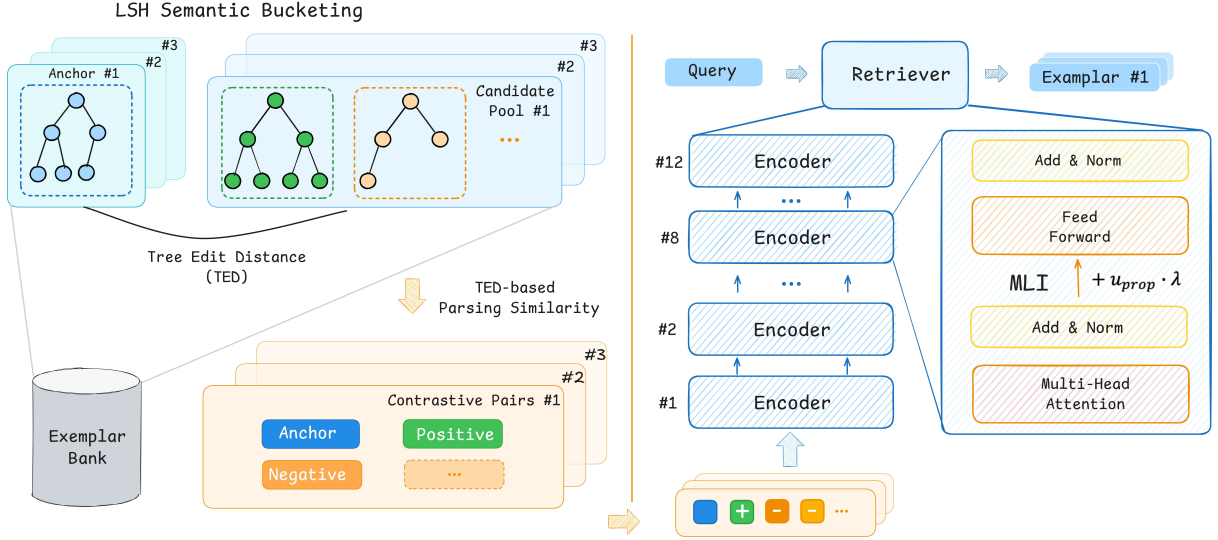 LSH Semantic Bucketing
#3
#2
Anchor #1
#3
#2
Candidate
Pool #1
...
Tree Edit Distance
(TED)
TED-based
Parsing Similarity
Exemplar
Bank
#3
#2
Contrastive Pairs #1
Anchor
Positive
Negative
...
Query
Retriever
Examplar #1
#12
Encoder
...
#8
Encoder
...
#2
Encoder
#1
Encoder
+ - - ...
Add & Norm
Feed
Forward
MLI
+ u_prop · λ
Add & Norm
Multi-Head
Attention